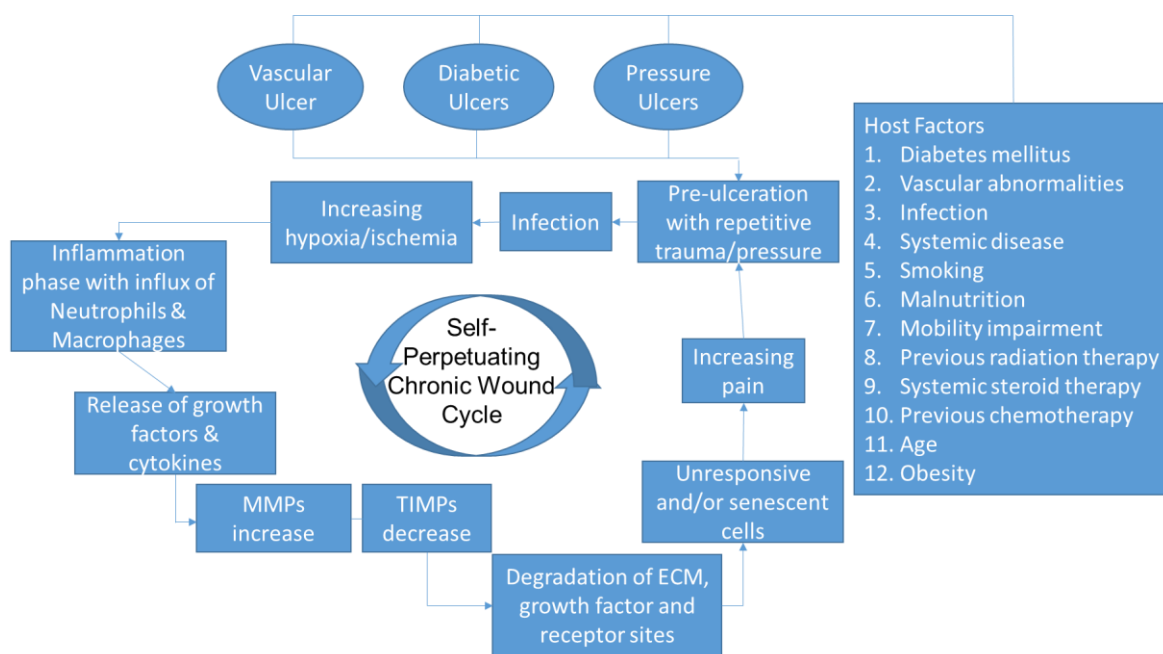 Vascular
Ulcer
Diabetic
Ulcers
Pressure
Ulcers
Host Factors
1. Diabetes mellitus
2. Vascular abnormalities
3. Infection
4. Systemic disease
5. Smoking
6. Malnutrition
7. Mobility impairment
8. Previous radiation therapy
9. Systemic steroid therapy
10. Previous chemotherapy
11. Age
12. Obesity
Pre-ulceration
with repetitive
trauma/pressure
Infection
Increasing
hypoxia/ischemia
Inflammation
phase with influx of
Neutrophils &
Macrophages
Release of growth
factors &
cytokines
MMPs
increase
TIMPs
decrease
Degradation of ECM,
growth factor and
receptor sites
Unresponsive
and/or senescent
cells
Increasing
pain
Self-
Perpetuating
Chronic Wound
Cycle